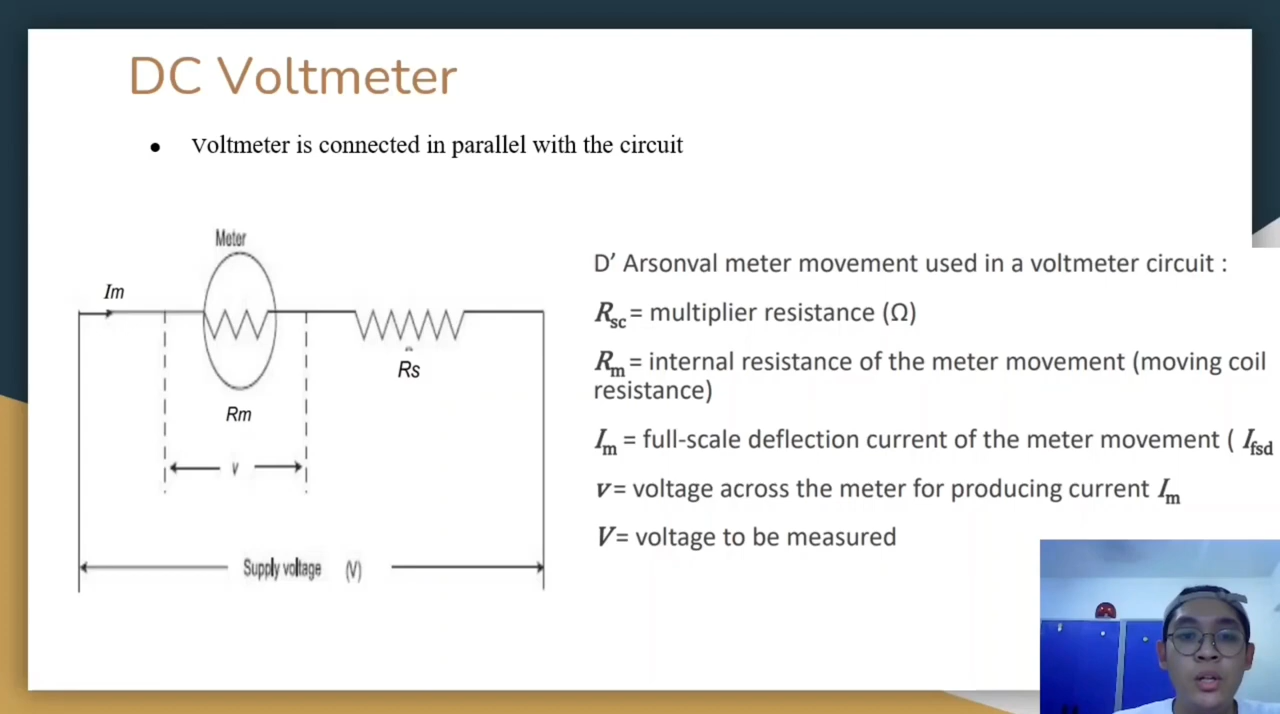 DC Voltmeter
● Voltmeter is connected in parallel with the circuit
Meter
Im
Rs
Rm
v
Supply voltage (V)
D’ Arsonval meter movement used in a voltmeter circuit :
Rsc = multiplier resistance (Ω)
Rm = internal resistance of the meter movement (moving coil
resistance)
Im = full-scale deflection current of the meter movement ( Ifsd
v= voltage across the meter for producing current Im
V= voltage to be measured